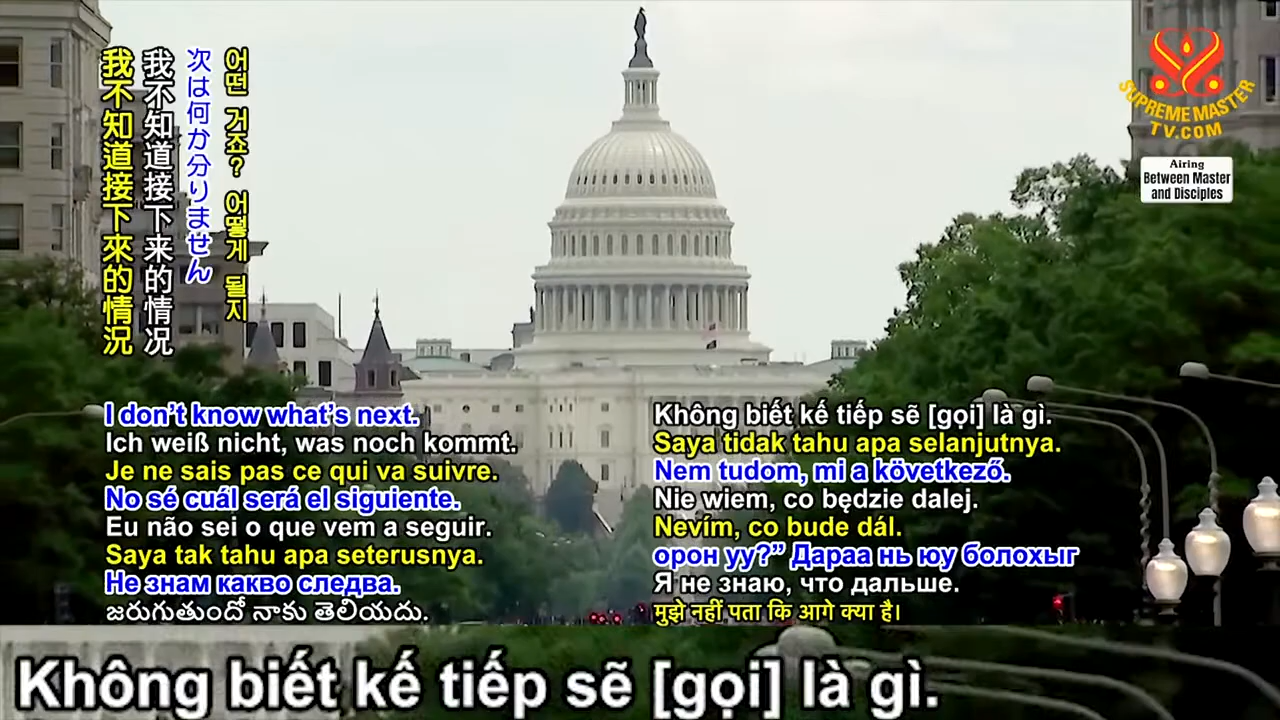 我不知道接下來的情況
我不知道接下来的情况
次は何か分りません
어떤 거죠? 어떻게 될지
SUPREME MASTER
TV.COM
Airing
Between Master
and Disciples
I don't know what's next.
Ich weiß nicht, was noch kommt.
Je ne sais pas ce qui va suivre.
No sé cuál será el siguiente.
Eu não sei o que vem a seguir.
Saya tak tahu apa seterusnya.
Не знам какво следва.
జరుగుతుందో నాకు తెలియదు.
Không biết kế tiếp sẽ [gọi] là gì.
Saya tidak tahu apa selanjutnya.
Nem tudom, mi a következő.
Nie wiem, co będzie dalej.
Nevím, co bude dál.
орон уу?” Дараа нь юу болохыг
Я не знаю, что дальше.
मुझे नहीं पता कि आगे क्या है।
Không biết kế tiếp sẽ [gọi] là gì.